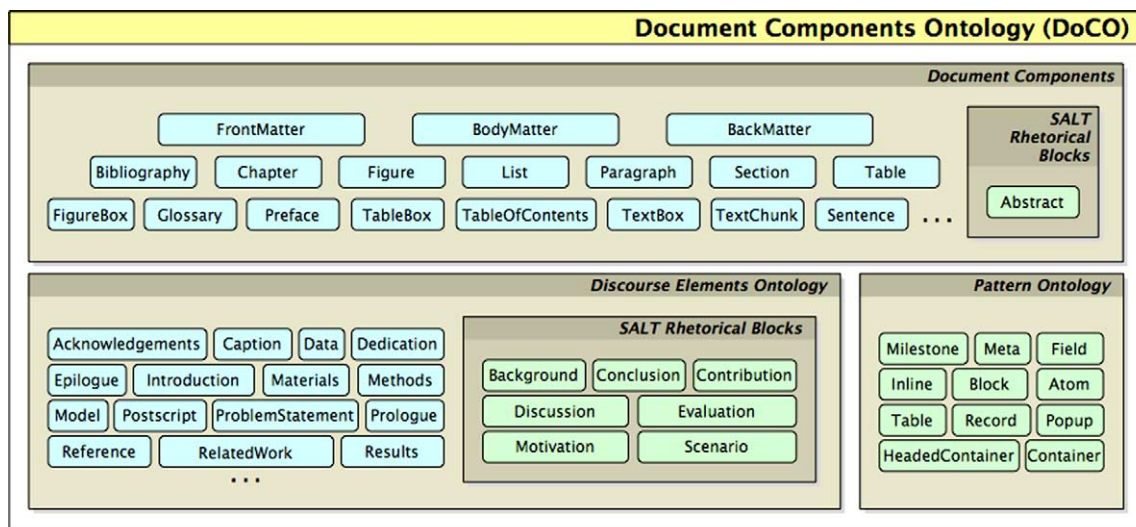 Document Components Ontology (DoCO)
Document Components
FrontMatter BodyMatter BackMatter
Bibliography Chapter Figure List Paragraph Section Table
FigureBox Glossary Preface TableBox TableOfContents TextBox TextChunk Sentence ...
SALT
Rhetorical
Blocks
Abstract
Discourse Elements Ontology
Acknowledgements Caption Data Dedication
Epilogue Introduction Materials Methods
Model Postscript ProblemStatement Prologue
Reference RelatedWork Results
...
SALT Rhetorical Blocks
Background Conclusion Contribution
Discussion Evaluation
Motivation Scenario
Pattern Ontology
Milestone Meta Field
Inline Block Atom
Table Record Popup
HeadedContainer Container